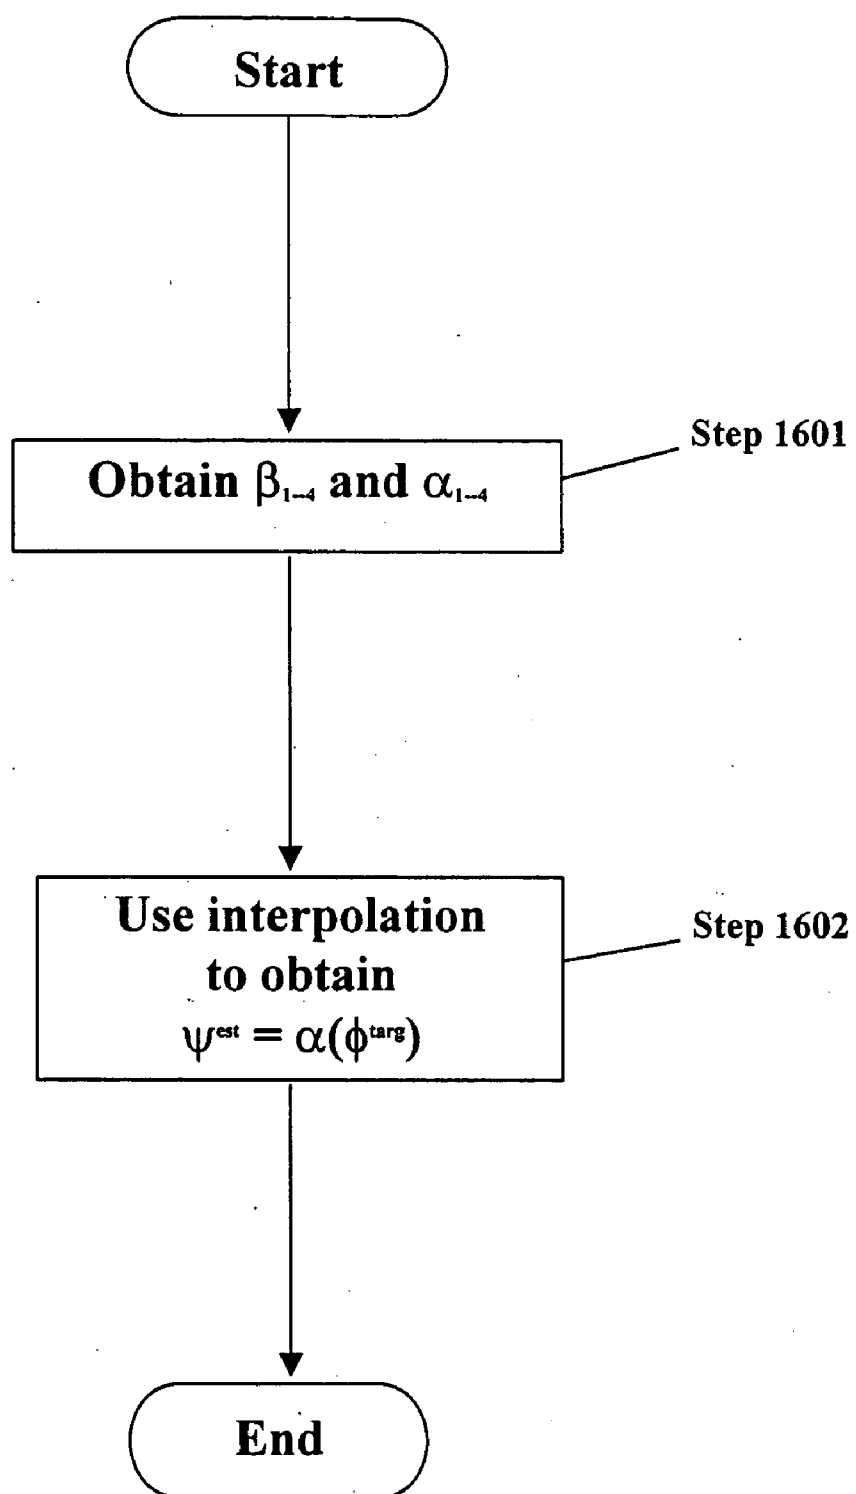 Start
Step 1601
Obtain β₁₋₄ and α₁₋₄
Use interpolation
to obtain
ψᵉˢᵗ = α(ϕᵗᵃʳᵍ)
Step 1602
End